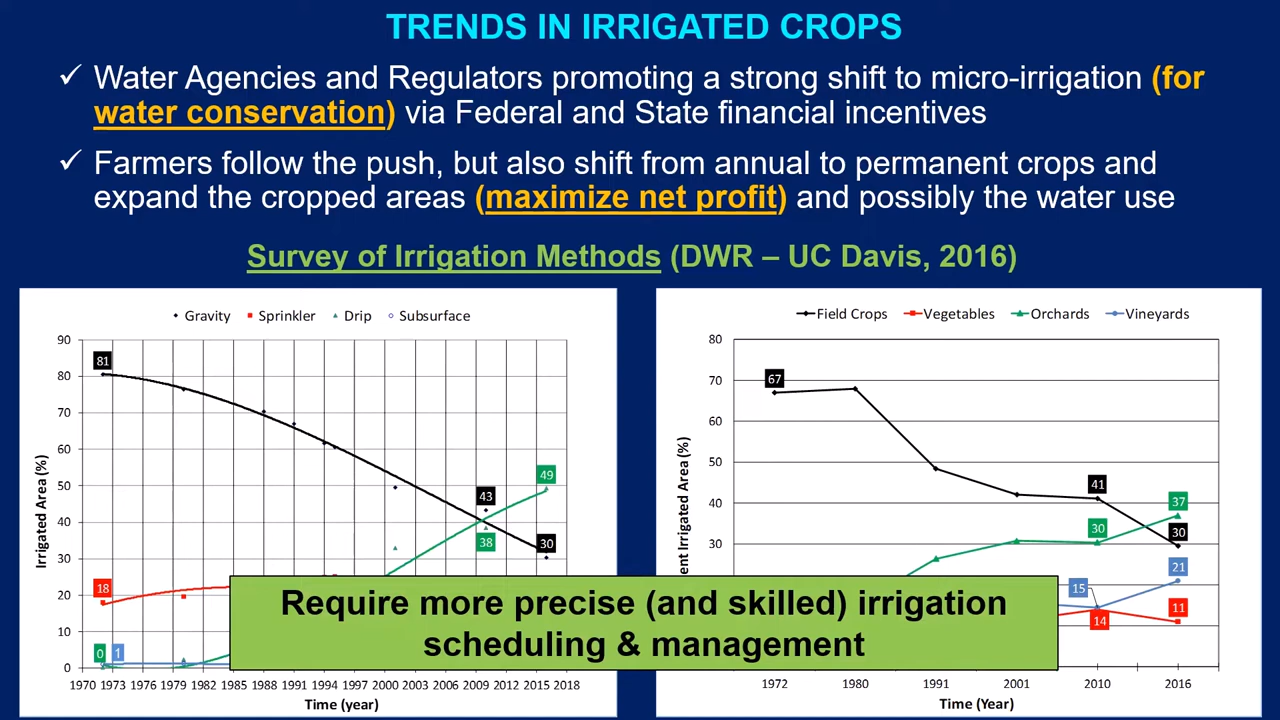 TRENDS IN IRRIGATED CROPS
✓ Water Agencies and Regulators promoting a strong shift to micro-irrigation (for
water conservation) via Federal and State financial incentives
✓ Farmers follow the push, but also shift from annual to permanent crops and
expand the cropped areas (maximize net profit) and possibly the water use
Survey of Irrigation Methods (DWR – UC Davis, 2016)
Gravity Sprinkler Drip Subsurface
90
80
70
60
50
40
30
20
10
0
Irrigated Area (%)
81
18
0
1
43
38
49
30
1970 1973 1976 1979 1982 1985 1988 1991 1994 1997 2000 2003 2006 2009 2012 2015 2018
Time (year)
Field Crops Vegetables Orchards Vineyards
80
70
60
50
40
30
Irrigated Area (%)
67
41
30
15
14
37
30
21
11
1972 1980 1991 2001 2010 2016
Time (Year)
Require more precise (and skilled) irrigation
scheduling & management